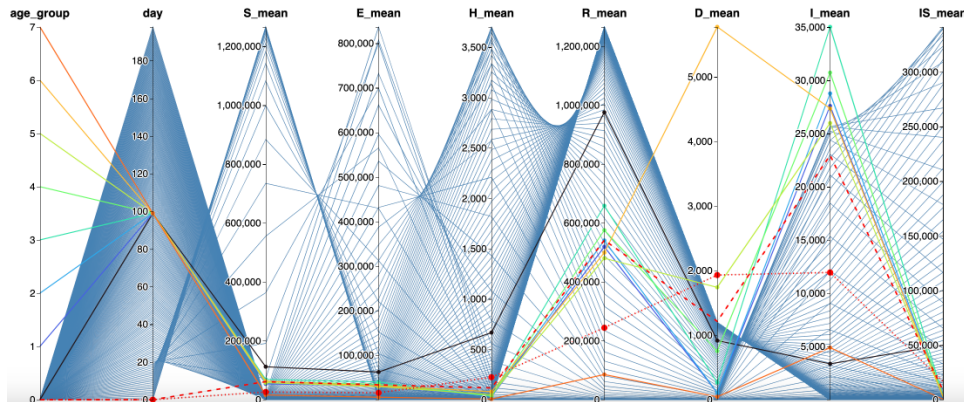 age_group day S_mean E_mean H_mean R_mean D_mean I_mean IS_mean
7 6 5 4 3 2 1 0
180 160 140 120 100 80 60 40 20 0
1,200,000 1,000,000 800,000 600,000 400,000 200,000 0
800,000 700,000 600,000 500,000 400,000 300,000 200,000 100,000
3,500 3,000 2,500 2,000 1,500 1,000 500 0
1,200,000 1,000,000 800,000 600,000 400,000 200,000 0
5,000 4,000 3,000 2,000 1,000 0
35,000 30,000 25,000 20,000 15,000 10,000 5,000 0
300,000 250,000 200,000 150,000 100,000 50,000 0